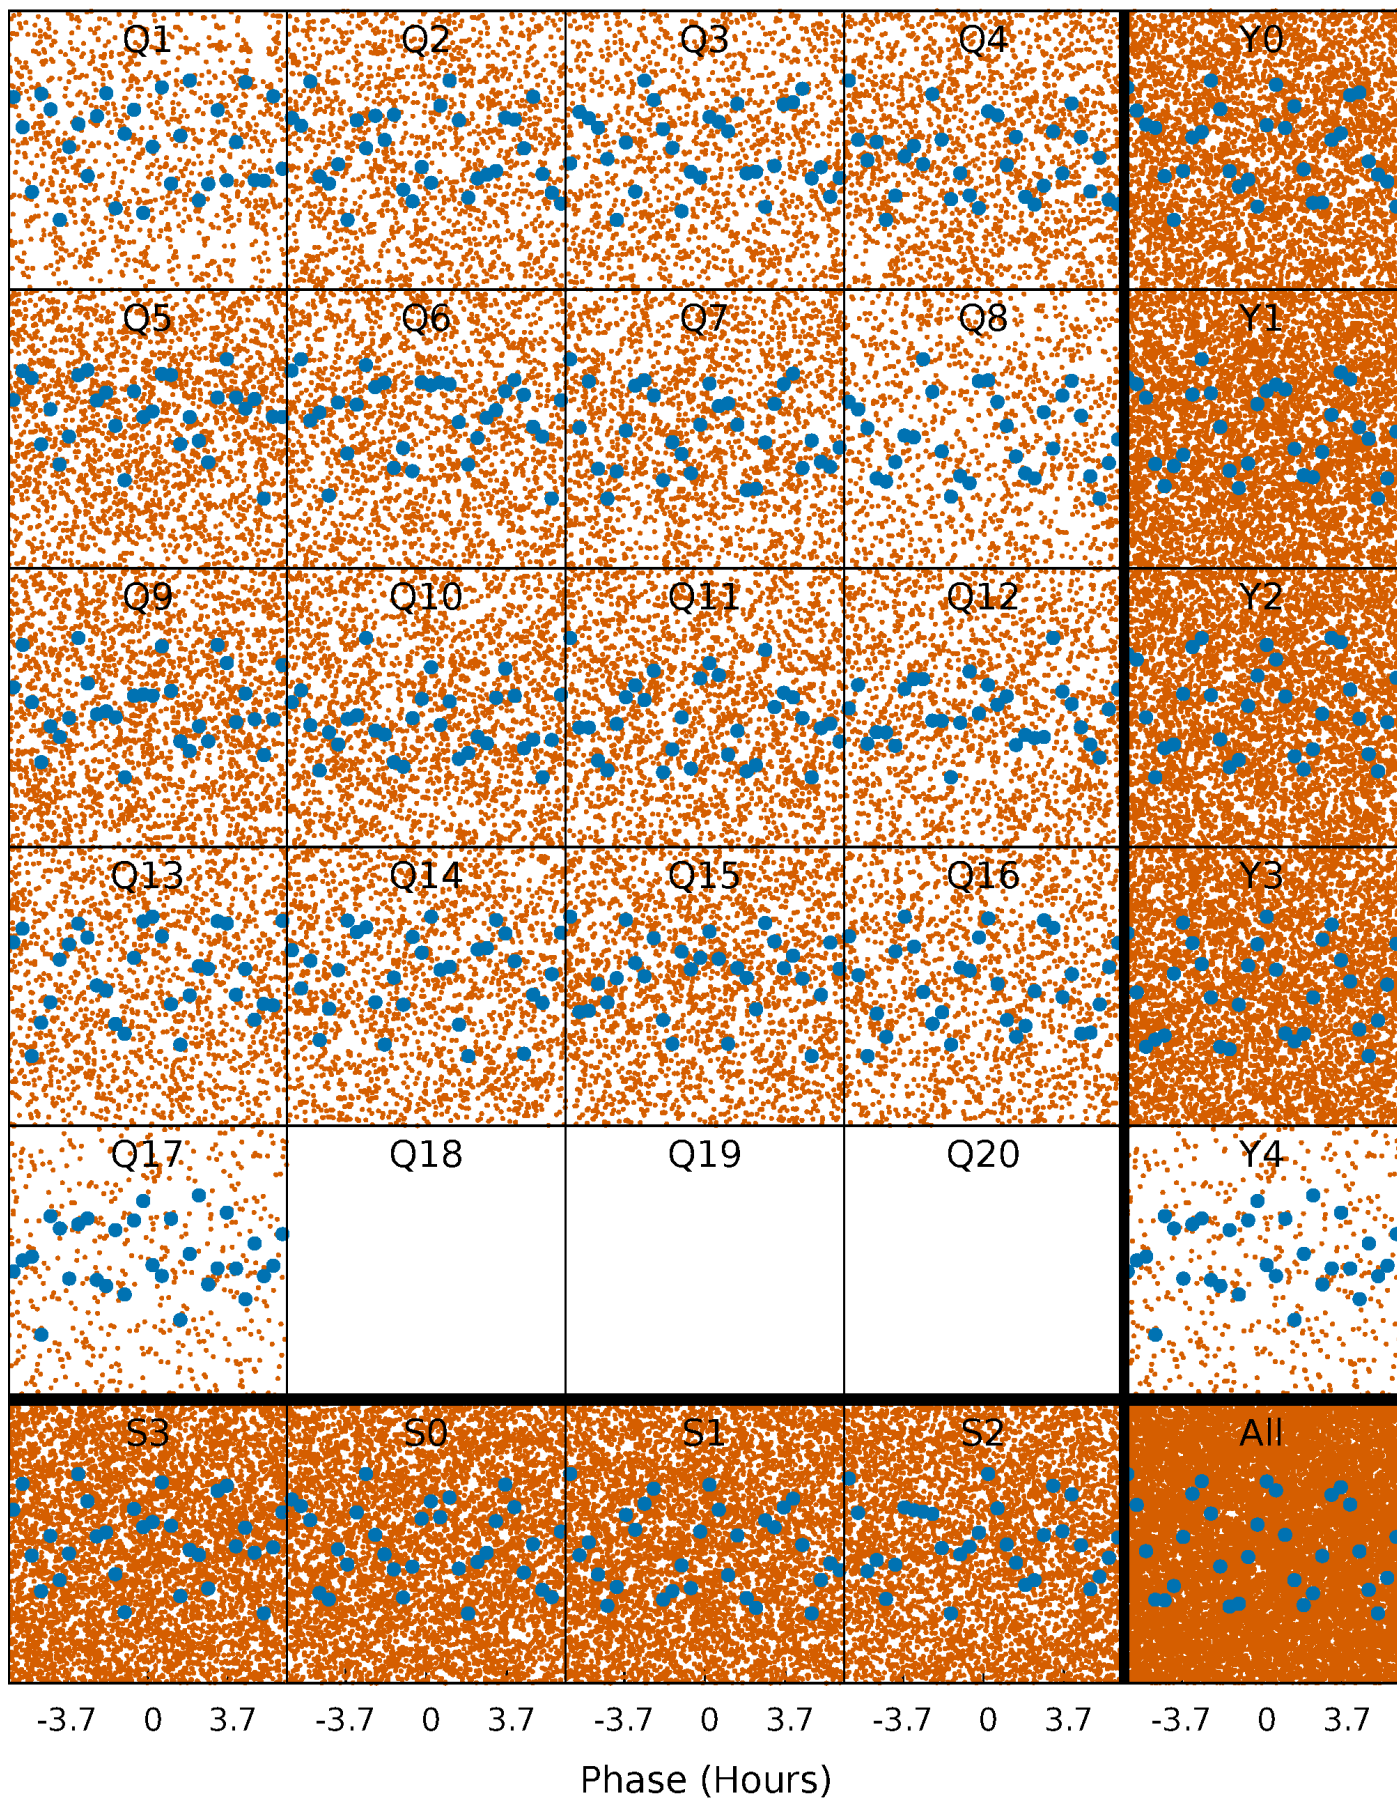 Q1 Q2 Q3 Q4 Y0
Q5 Q6 Q7 Q8 Y1
Q9 Q10 Q11 Q12 Y2
Q13 Q14 Q15 Q16 Y3
Q17 Q18 Q19 Q20 Y4
S3 S0 S1 S2 All
-3.7 0 3.7 -3.7 0 3.7 -3.7 0 3.7 -3.7 0 3.7 -3.7 0 3.7
Phase (Hours)